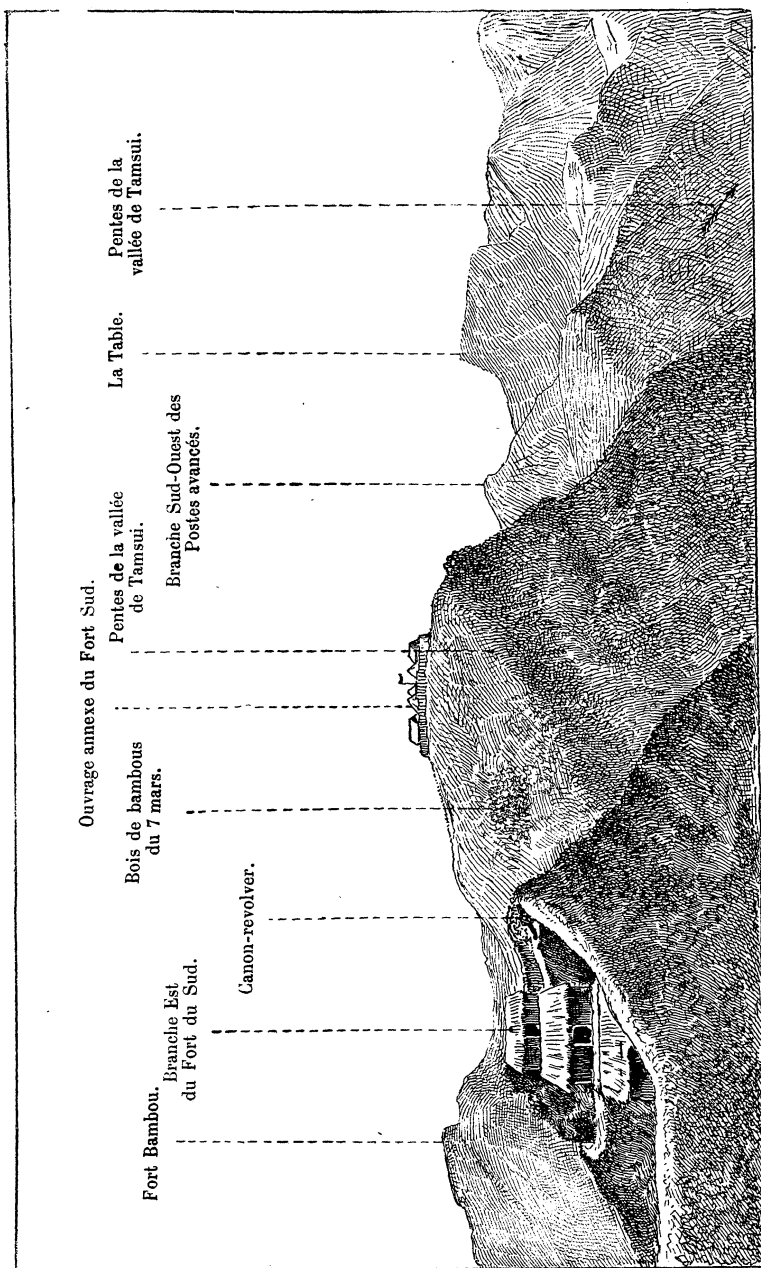 Ouvrage annexe du Fort Sud.
Fort Bambou.
Branche Est
du Fort du Sud.
Canon-revolver.
Bois de bambous
du 7 mars.
Pentes de la vallée
de Tamsui.
Branche Sud-Ouest des
Postes avancés.
La Table.
Pentes de la
vallée de Tamsui.